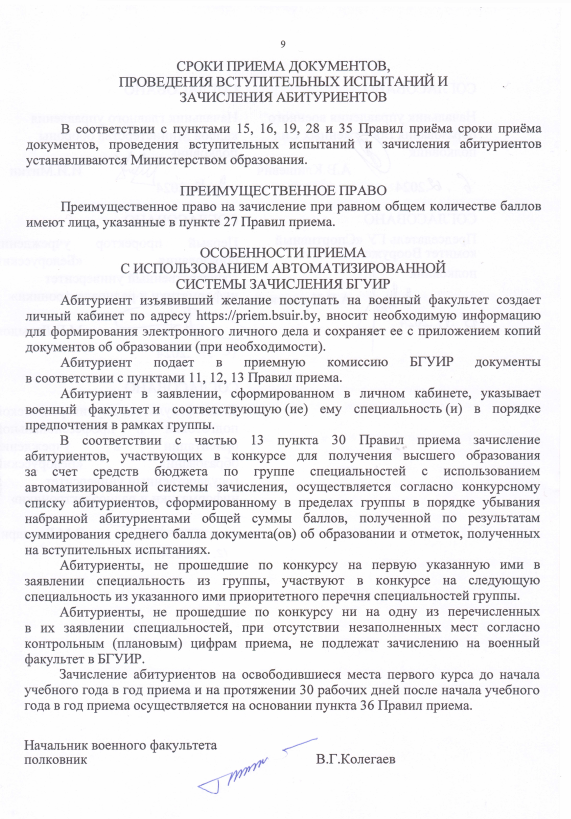 9
СРОКИ ПРИЕМА ДОКУМЕНТОВ,
ПРОВЕДЕНИЯ ВСТУПИТЕЛЬНЫХ ИСПЫТАНИЙ И
ЗАЧИСЛЕНИЯ АБИТУРИЕНТОВ
В соответствии с пунктами 15, 16, 19, 28 и 35 Правил приёма сроки приёма
документов, проведения вступительных испытаний и зачисления абитуриентов
устанавливаются Министерством образования.
ПРЕИМУЩЕСТВЕННОЕ ПРАВО
Преимущественное право на зачисление при равном общем количестве баллов
имеют лица, указанные в пункте 27 Правил приема.
ОСОБЕННОСТИ ПРИЕМА
С ИСПОЛЬЗОВАНИЕМ АВТОМАТИЗИРОВАННОЙ
СИСТЕМЫ ЗАЧИСЛЕНИЯ БГУИР
Абитуриент изъявивший желание поступать на военный факультет создает
личный кабинет по адресу https://priem.bsuir.by, вносит необходимую информацию
для формирования электронного личного дела и сохраняет ее с приложением копий
документов об образовании (при необходимости).
Абитуриент подает в приемную комиссию БГУИР документы
в соответствии с пунктами 11, 12, 13 Правил приема.
Абитуриент в заявлении, сформированном в личном кабинете, указывает
военный факультет и соответствующую (ие) ему специальность (и) в порядке
предпочтения в рамках группы.
В соответствии с частью 13 пункта 30 Правил приема зачисление
абитуриентов, участвующих в конкурсе для получения высшего образования
за счет средств бюджета по группе специальностей с использованием
автоматизированной системы зачисления, осуществляется согласно конкурсному
списку абитуриентов, сформированному в пределах группы в порядке убывания
набранной абитуриентами общей суммы баллов, полученной по результатам
суммирования среднего балла документа(ов) об образовании и отметок, полученных
на вступительных испытаниях.
Абитуриенты, не прошедшие по конкурсу на первую указанную ими в
заявлении специальность из группы, участвуют в конкурсе на следующую
специальность из указанного ими приоритетного перечня специальностей группы.
Абитуриенты, не прошедшие по конкурсу ни на одну из перечисленных
в их заявлении специальностей, при отсутствии незаполненных мест согласно
контрольным (плановым) цифрам приема, не подлежат зачислению на военный
факультет в БГУИР.
Зачисление абитуриентов на освободившиеся места первого курса до начала
учебного года в год приема и на протяжении 30 рабочих дней после начала учебного
года в год приема осуществляется на основании пункта 36 Правил приема.
Начальник военного факультета
полковник В.Г.Колегаев